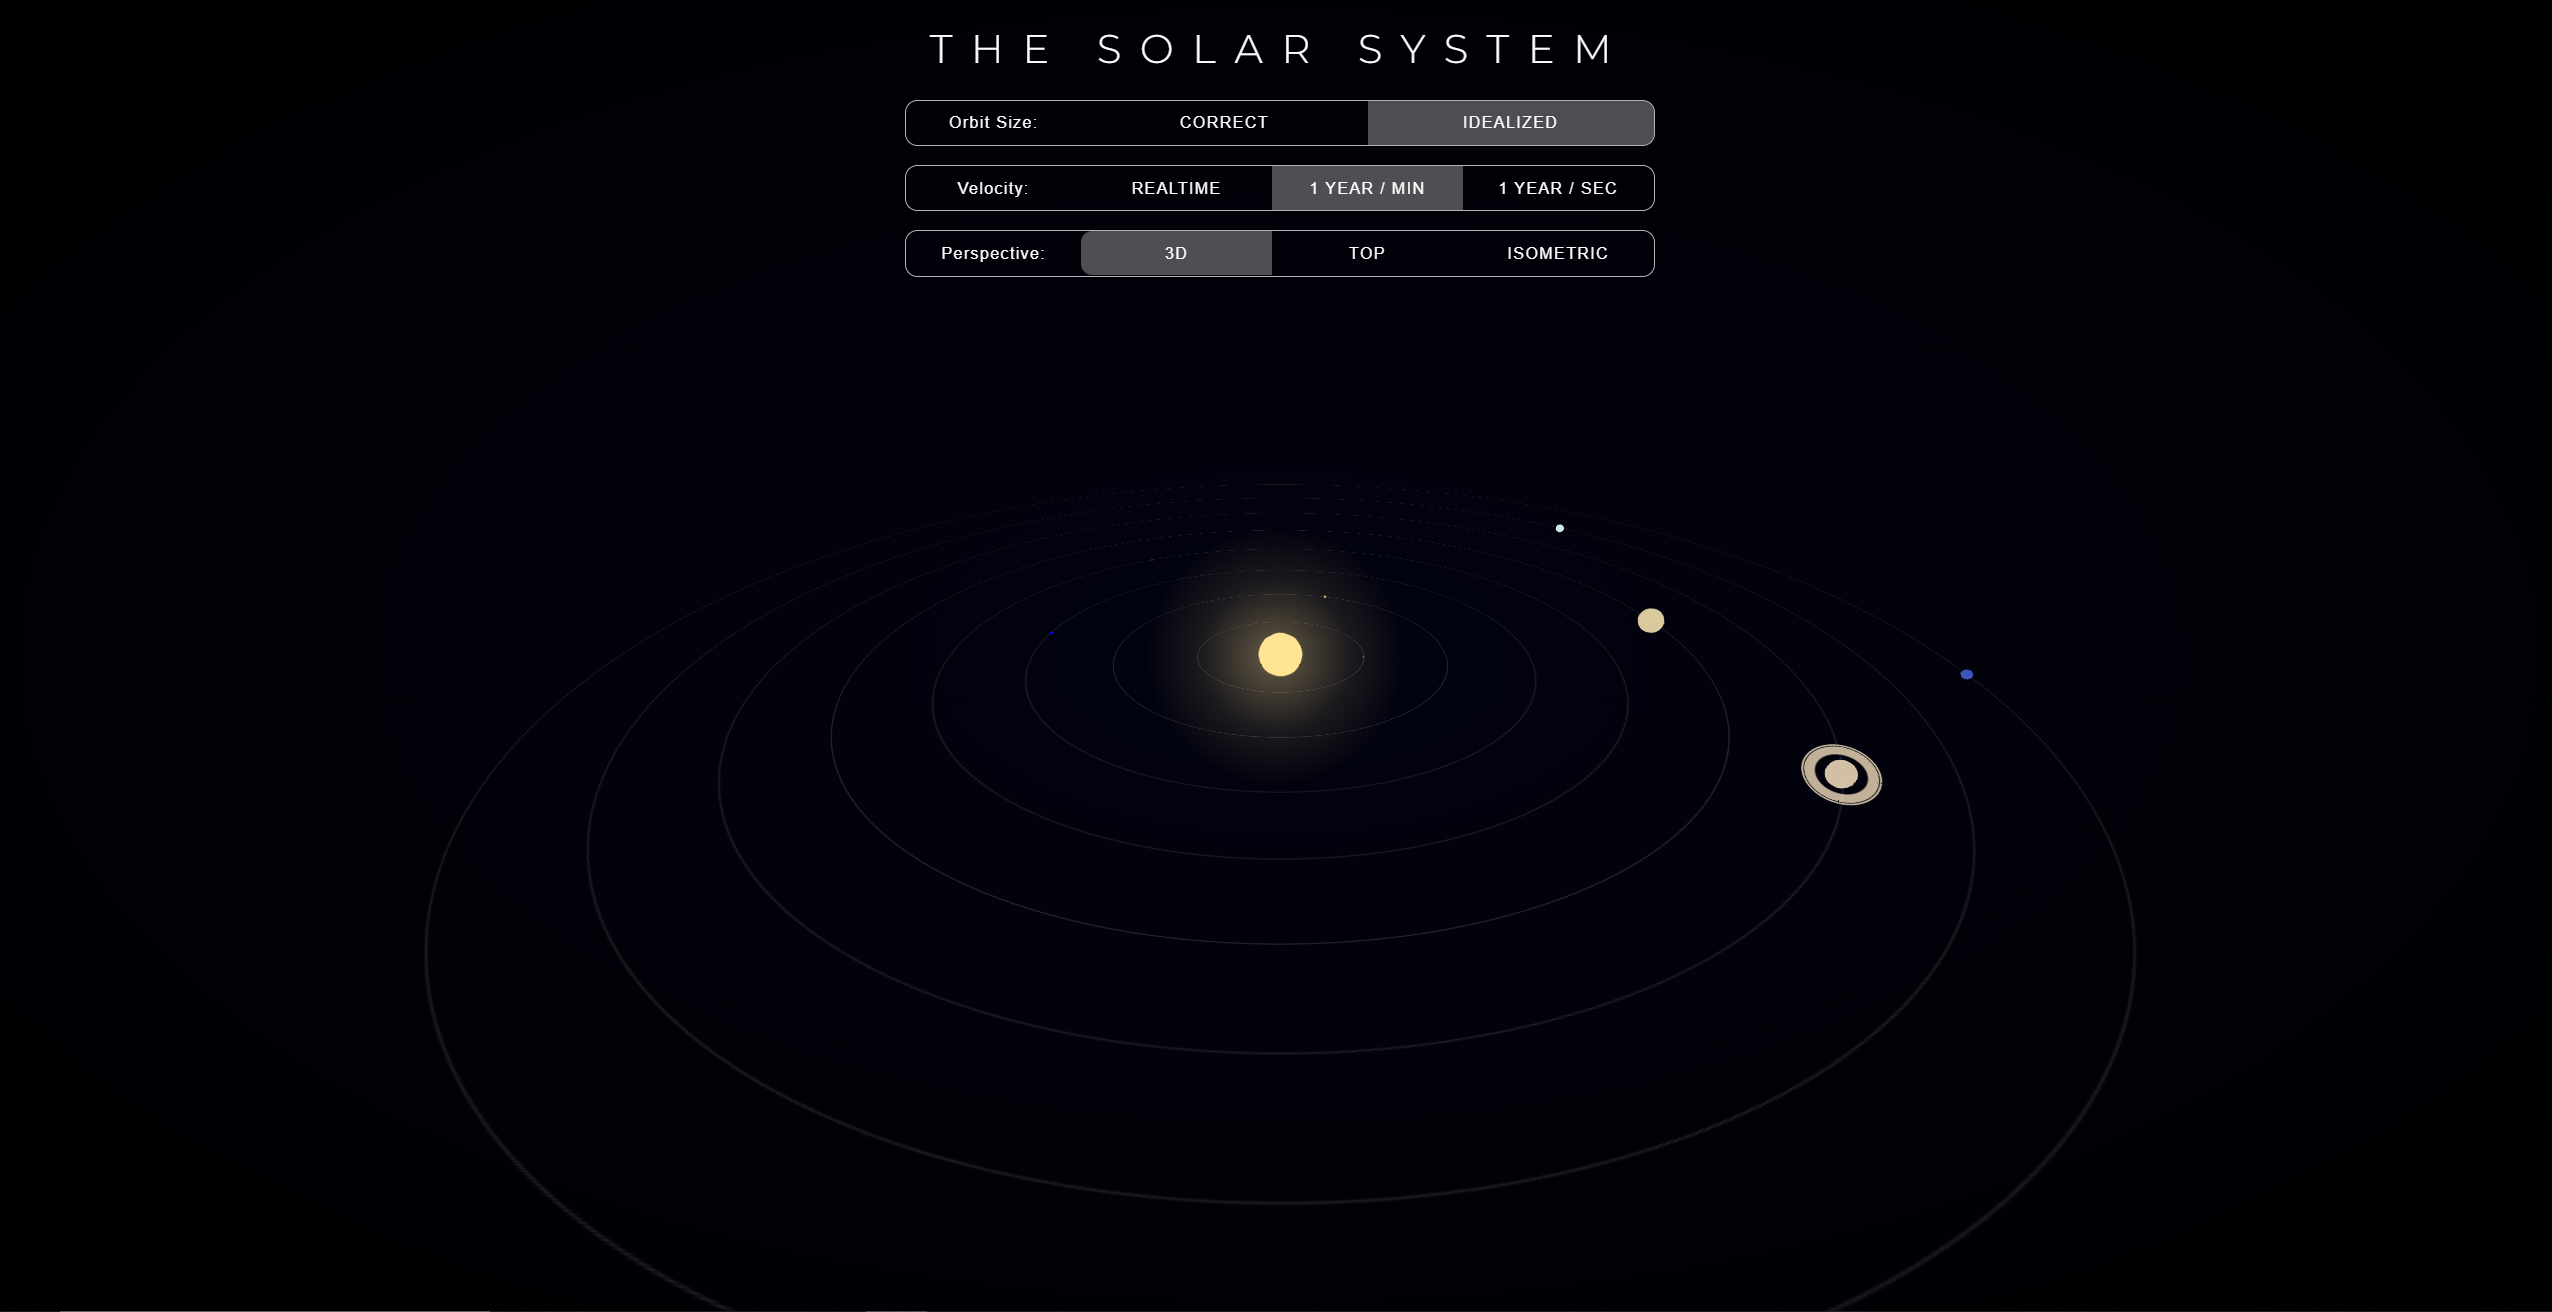 THE SOLAR SYSTEM
Orbit Size: CORRECT IDEALIZED
Velocity: REALTIME 1 YEAR / MIN 1 YEAR / SEC
Perspective: 3D TOP ISOMETRIC